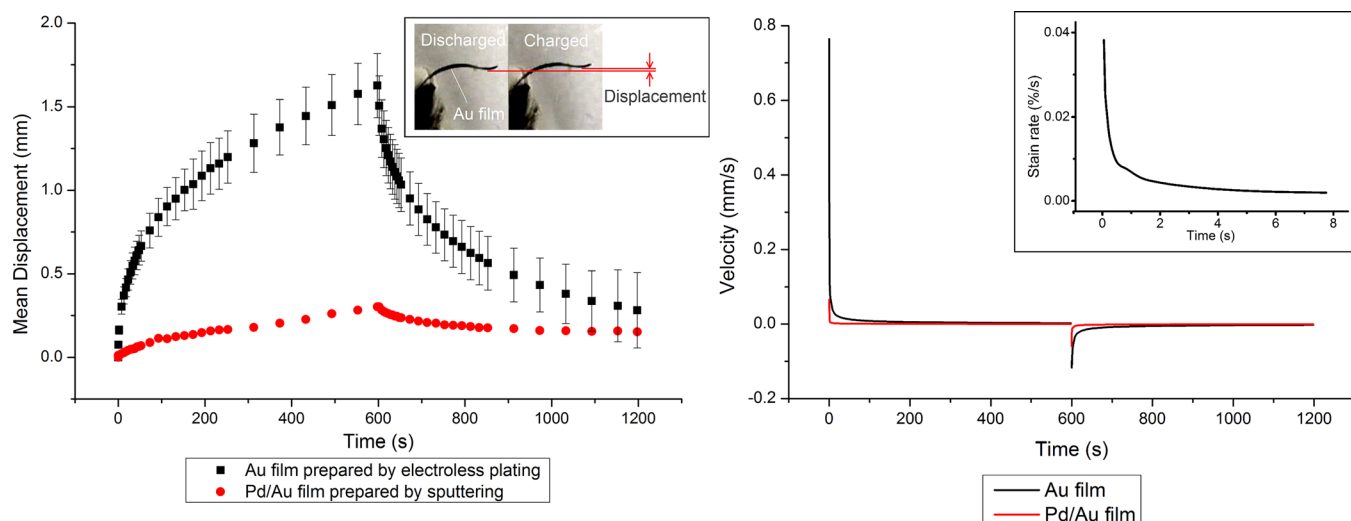 2.0
1.5
1.0
0.5
0.0
Mean Displacement (mm)
Discharged
Charged
Au film
Displacement
0
200
400
600
800
1000
1200
Time (s)
Au film prepared by electroless plating
Pd/Au film prepared by sputtering
0.8
0.6
0.4
0.2
0.0
-0.2
Velocity (mm/s)
0.04
0.02
0.00
Stain rate (%/s)
0
2
4
6
8
Time (s)
0
200
400
600
800
1000
1200
Time (s)
Au film
Pd/Au film